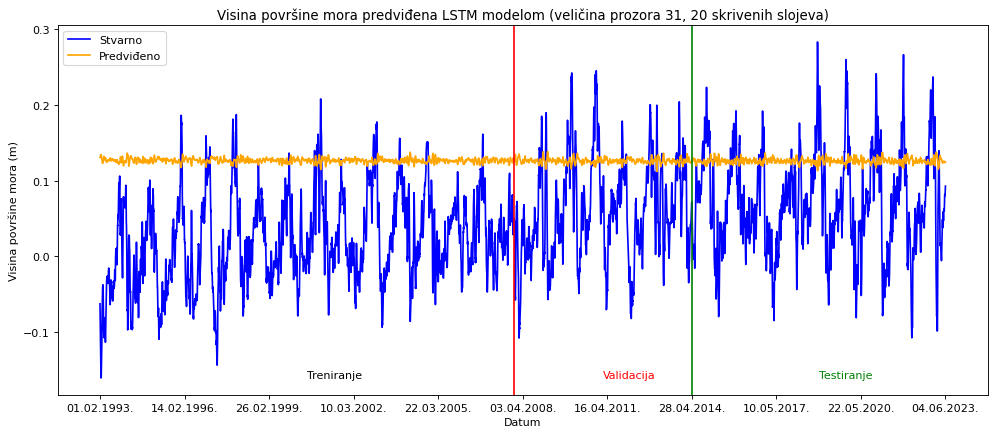 Visina površine mora predviđena LSTM modelom (veličina prozora 31, 20 skrivenih slojeva)
Stvarno
Predviđeno
Visina površine mora (m)
0.3
0.2
0.1
0.0
−0.1
Treniranje
Validacija
Testiranje
01.02.1993.
14.02.1996.
26.02.1999.
10.03.2002.
22.03.2005.
03.04.2008.
16.04.2011.
28.04.2014.
10.05.2017.
22.05.2020.
04.06.2023.
Datum